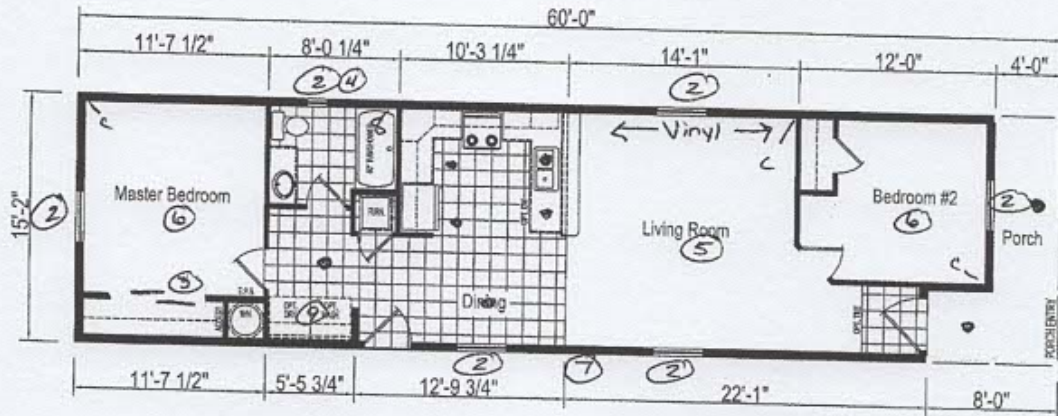 60'-0"
11'-7 1/2" 8'-0 1/4" 10'-3 1/4" 14'-1" 12'-0" 4'-0"
2 4 2
c
Vinyl
c
Master Bedroom
6
2
15'-2"
FURN.
Living Room
5
Bedroom #2
6
2
Porch
c
Dining
9
WH
2 7 2
PORCH ENTRY
11'-7 1/2" 5'-5 3/4" 12'-9 3/4" 22'-1" 8'-0"